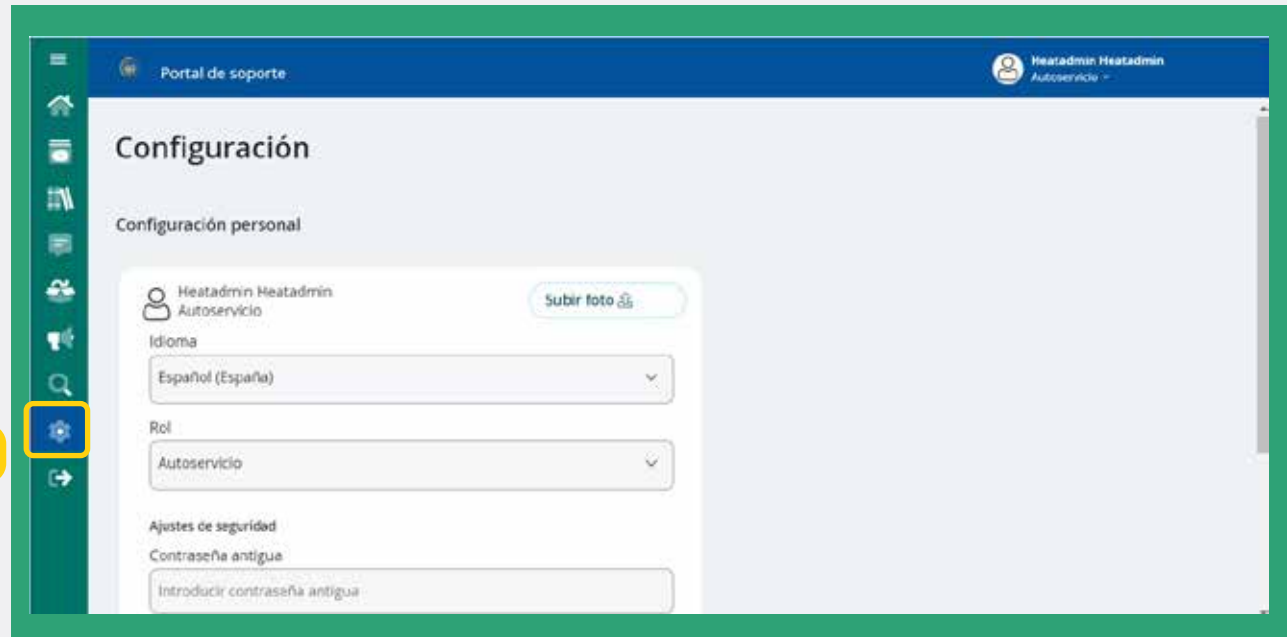 Portal de soporte
Heatadmin Heatadmin
Autoservicio
Configuración
Configuración personal
Heatadmin Heatadmin
Autoservicio
Subir foto
Idioma
Español (España)
Rol
Autoservicio
Ajustes de seguridad
Contraseña antigua
Introducir contraseña antigua